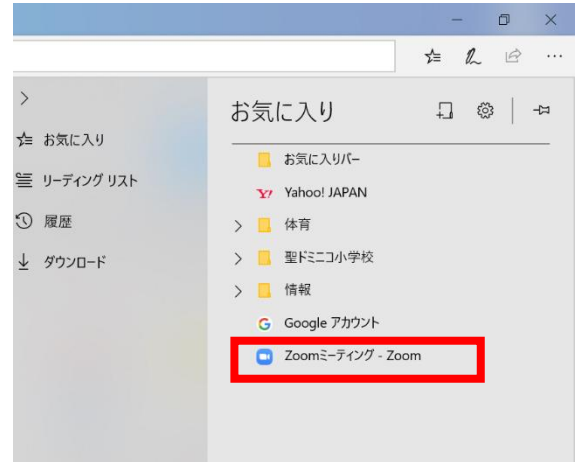 お気に入り
リーディング リスト
履歴
ダウンロード
お気に入り
お気に入りバー
Yahoo! JAPAN
体育
聖ドミニコ小学校
情報
Google アカウント
Zoomミーティング - Zoom